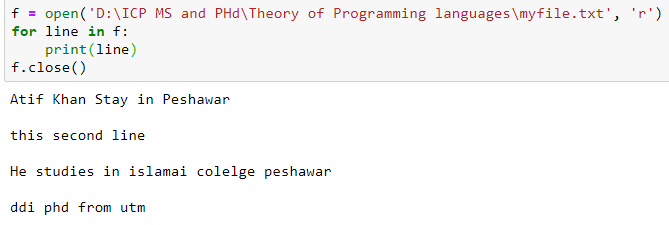 f = open('D:\ICP MS and PHd\Theory of Programming languages\myfile.txt', 'r')
for line in f:
    print(line)
f.close()
Atif Khan Stay in Peshawar
this second line
He studies in islamai colelge peshawar
ddi phd from utm